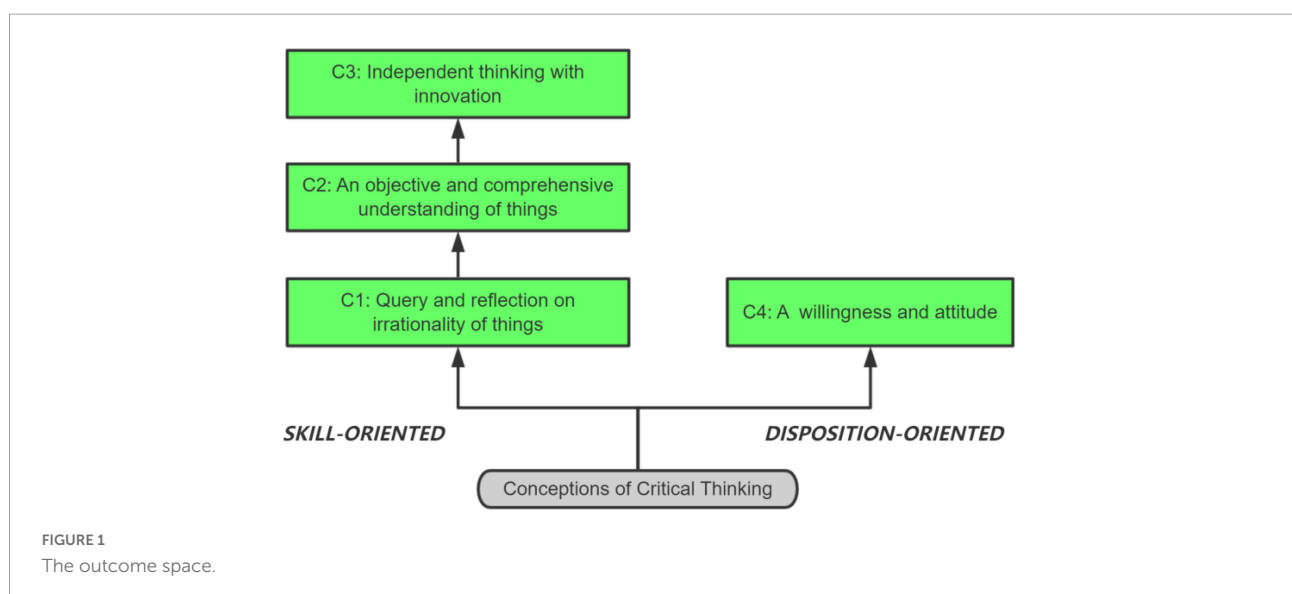 C3: Independent thinking with
innovation
C2: An objective and comprehensive
understanding of things
C1: Query and reflection on
irrationality of things
C4: A willingness and attitude
SKILL-ORIENTED
DISPOSITION-ORIENTED
Conceptions of Critical Thinking
FIGURE 1
The outcome space.